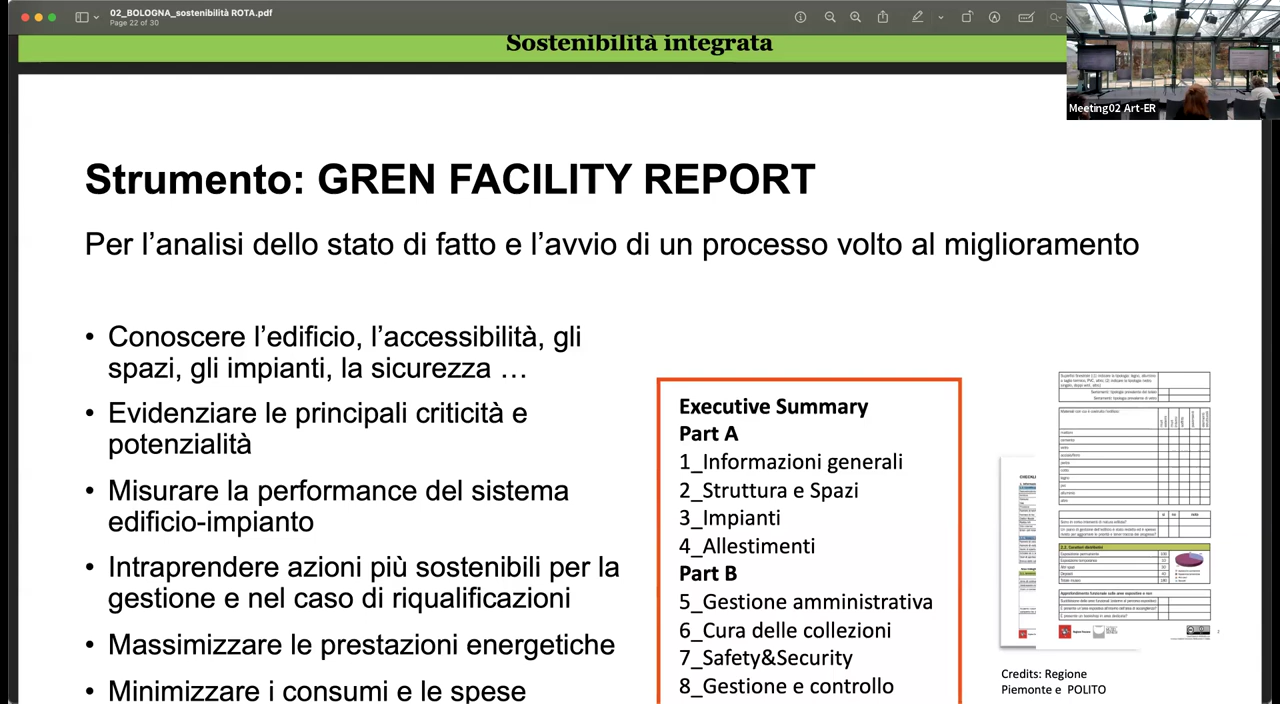 02_BOLOGNA_sostenibilità ROTA.pdf
Page 22 of 30
Sostenibilità integrata
Meeting02 Art-ER
Strumento: GREN FACILITY REPORT
Per l’analisi dello stato di fatto e l’avvio di un processo volto al miglioramento
• Conoscere l’edificio, l’accessibilità, gli
spazi, gli impianti, la sicurezza …
• Evidenziare le principali criticità e
potenzialità
• Misurare la performance del sistema
edificio-impianto
• Intraprendere azioni più sostenibili per la
gestione e nel caso di riqualificazioni
• Massimizzare le prestazioni energetiche
• Minimizzare i consumi e le spese
Executive Summary
Part A
1_Informazioni generali
2_Struttura e Spazi
3_Impianti
4_Allestimenti
Part B
5_Gestione amministrativa
6_Cura delle collezioni
7_Safety&Security
8_Gestione e controllo
Credits: Regione
Piemonte e POLITO